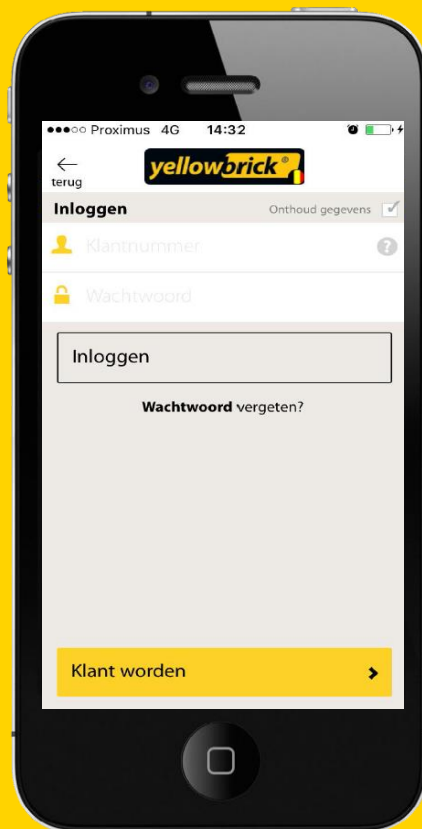 Proximus 4G 14:32
yellowbrick®
terug
Inloggen Onthoud gegevens
Klantnummer ?
Wachtwoord
Inloggen
Wachtwoord vergeten?
Klant worden